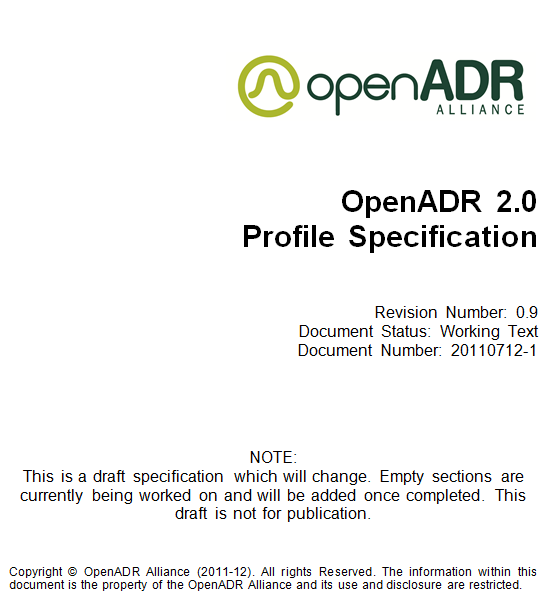 openADR
ALLIANCE
OpenADR 2.0
Profile Specification
Revision Number: 0.9
Document Status: Working Text
Document Number: 20110712-1
NOTE:
This is a draft specification which will change. Empty sections are
currently being worked on and will be added once completed. This
draft is not for publication.
Copyright © OpenADR Alliance (2011-12). All rights Reserved. The information within this
document is the property of the OpenADR Alliance and its use and disclosure are restricted.